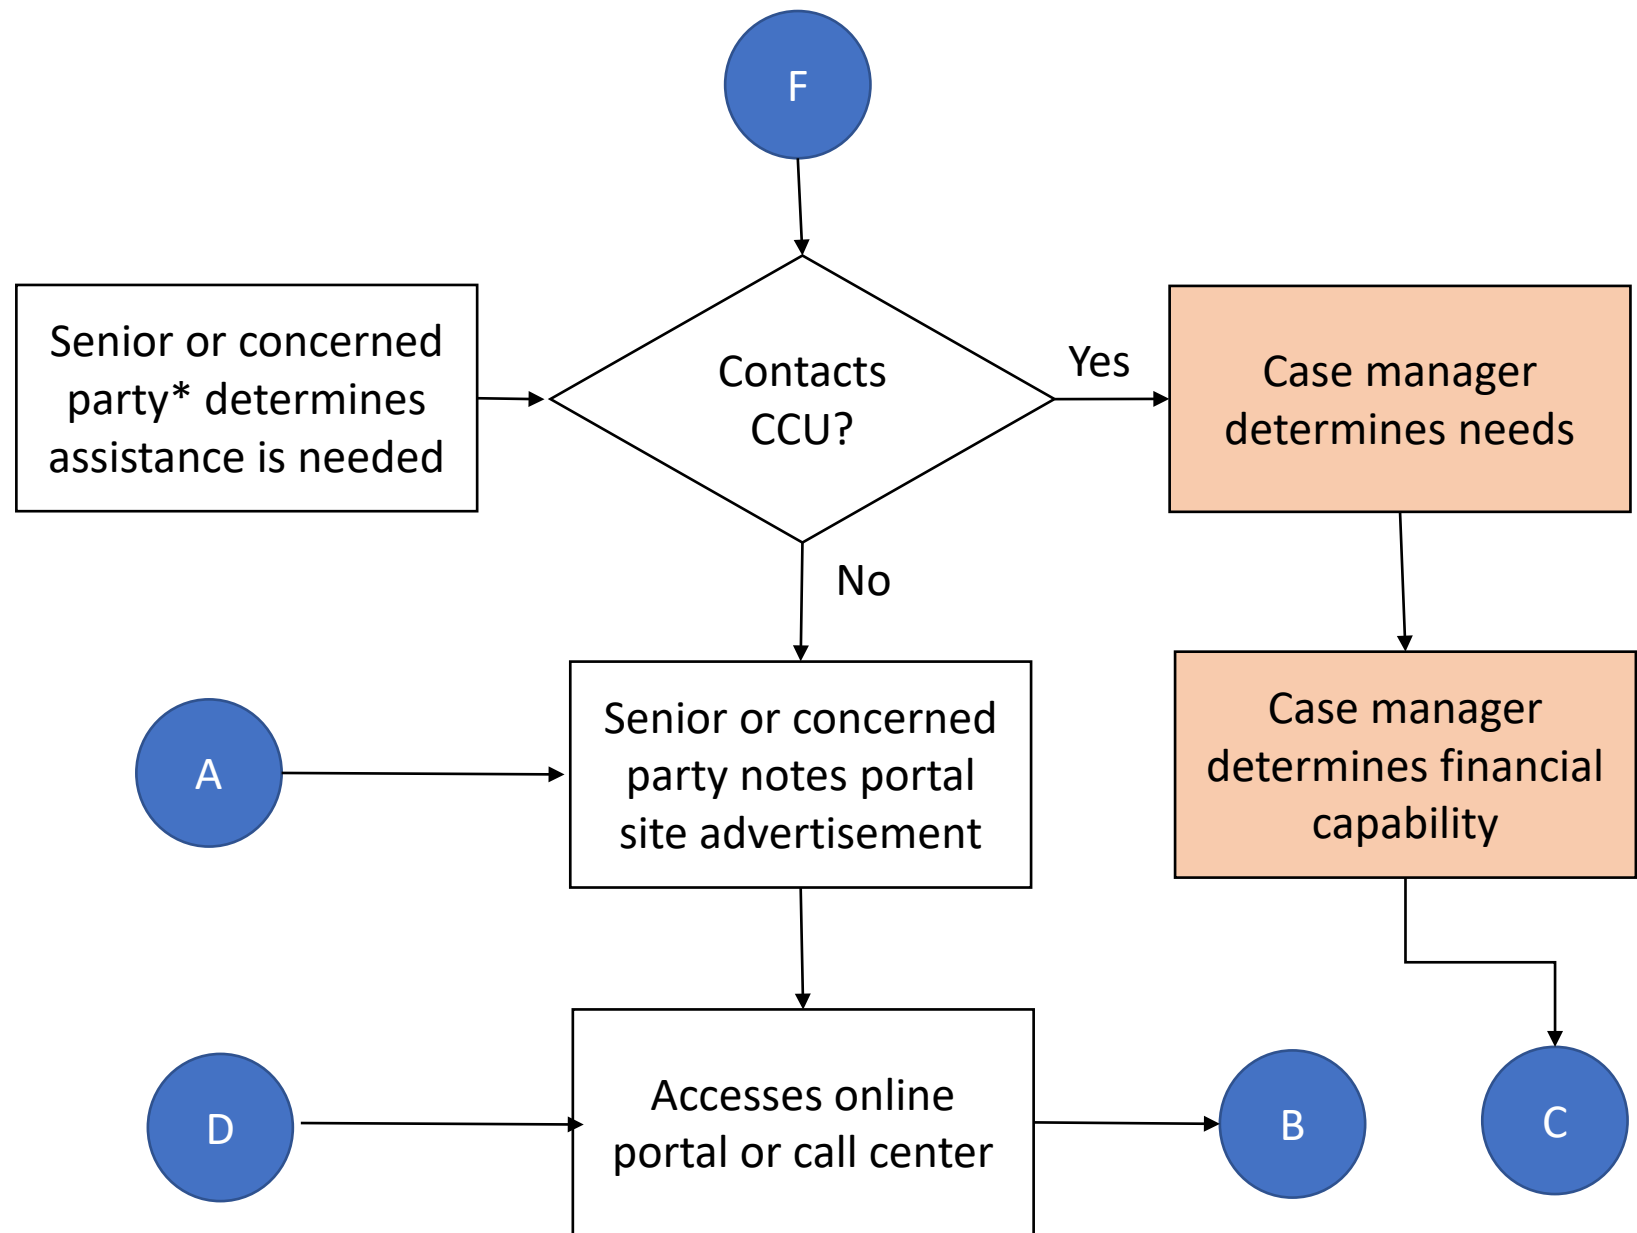 F
Senior or concerned
party* determines
assistance is needed
Contacts
CCU?
Yes
Case manager
determines needs
No
A
Senior or concerned
party notes portal
site advertisement
Case manager
determines financial
capability
D
Accesses online
portal or call center
B
C